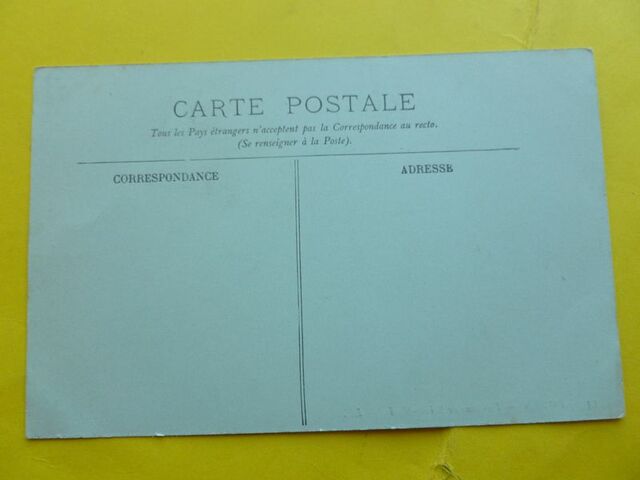 CARTE POSTALE
Tous les Pays étrangers n'acceptent pas la Correspondance au recto.
(Se renseigner à la Poste).
CORRESPONDANCE
ADRESSE